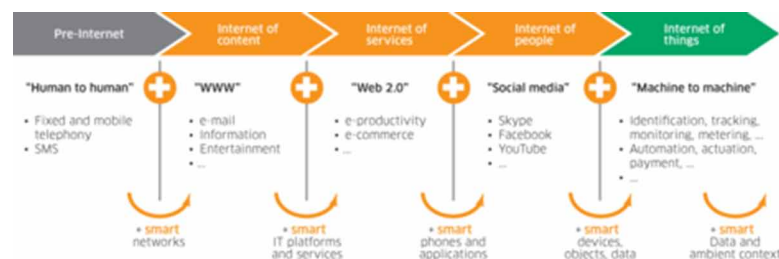 Pre-Internet
Internet of
content
Internet of
services
Internet of
people
Internet of
things
"Human to human"
"WWW"
"Web 2.0"
"Social media"
"Machine to machine"
• Fixed and mobile
telephony
• SMS
• e-mail
• Information
• Entertainment
• ...
• e-productivity
• e-commerce
• ...
• Skype
• Facebook
• YouTube
• ...
• Identification, tracking,
monitoring, metering, ...
• Automation, actuation,
payment, ...
• ...
+ smart
networks
+ smart
IT platforms
and services
+ smart
phones and
applications
+ smart
devices,
objects, data
+ smart
Data and
ambient context